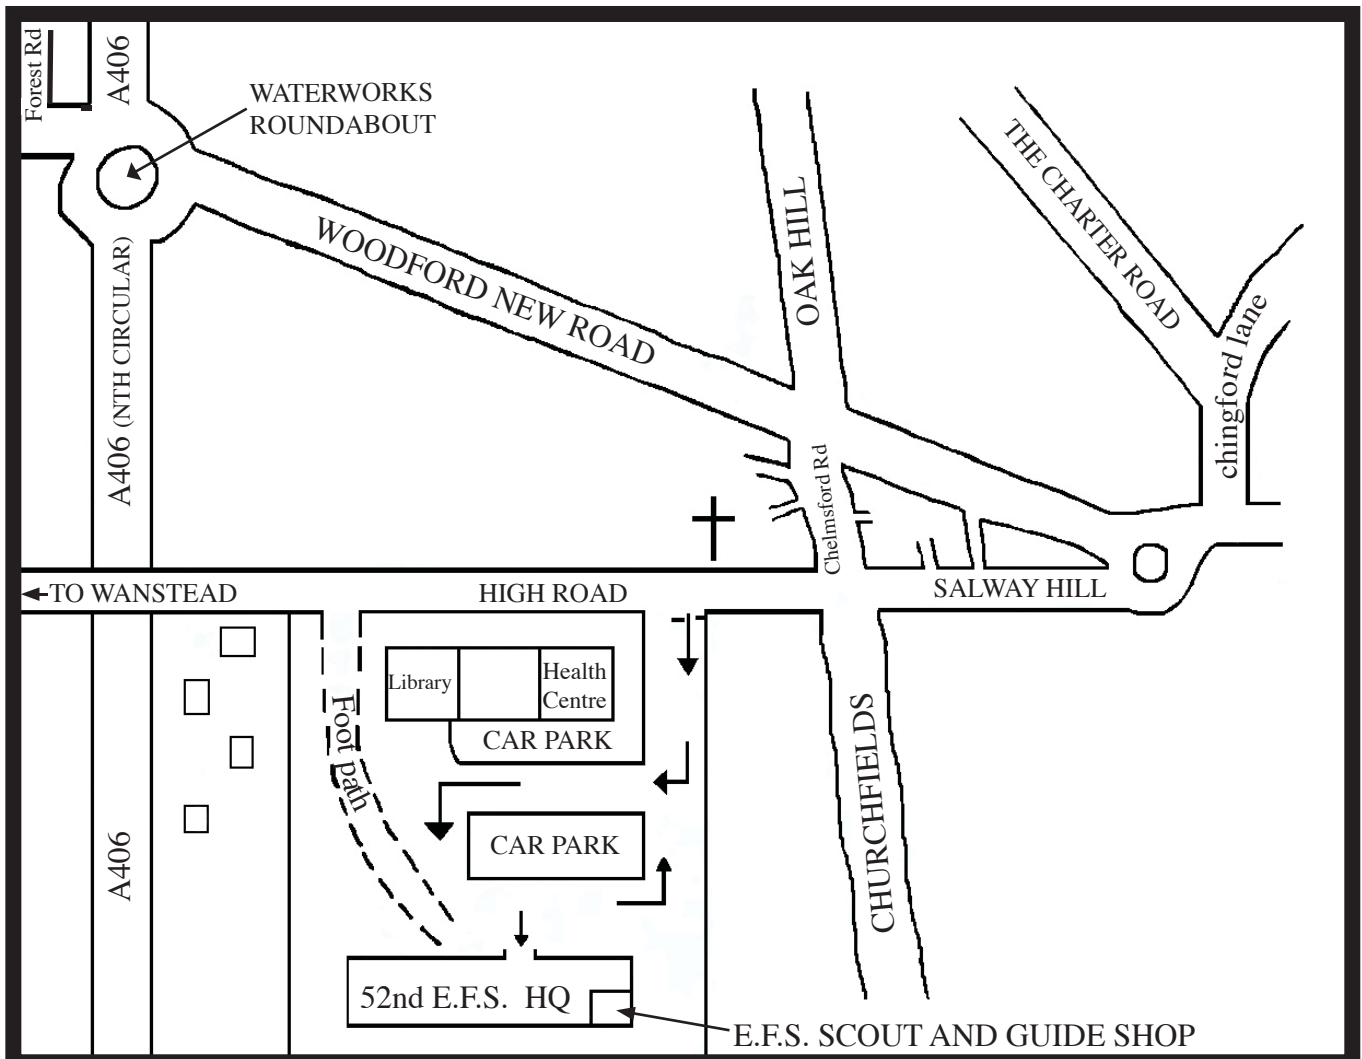 Forest Rd
A406
WATERWORKS
ROUNDABOUT
WOODFORD NEW ROAD
OAK HILL
THE CHARTER ROAD
chingford lane
A406 (NTH CIRCULAR)
Chelmsford Rd
TO WANSTEAD
HIGH ROAD
SALWAY HILL
Library
Health
Centre
CAR PARK
Foot path
CAR PARK
CHURCHFIELDS
A406
52nd E.F.S. HQ
E.F.S. SCOUT AND GUIDE SHOP